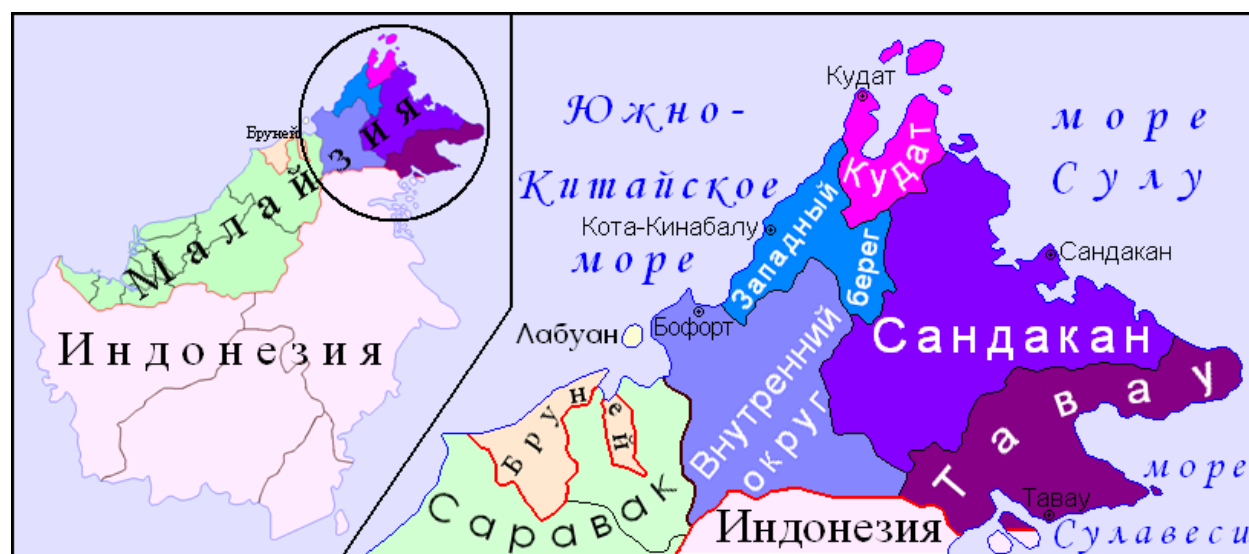 Бруней
Малайзия
Индонезия
Южно-
Китайское
море
море
Сулу
Кудат
Кудат
Западный
берег
Кота-Кинабалу
Сандакан
Сандакан
Лабуан
Бофорт
Внутренний
округ
Бруней
Саравак
Тавау
Тавау
море
Сулавеси
Индонезия